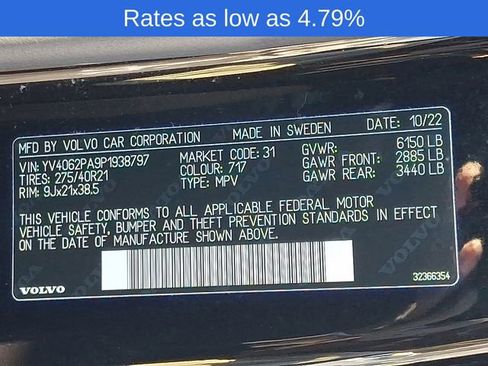 Rates as low as 4.79%
MFD BY VOLVO CAR CORPORATION MADE IN SWEDEN DATE: 10/22
VIN: YV4062PA9P1938797 MARKET CODE: 31 GVWR: 6150 LB
TIRES: 275/40R21 COLOUR: 717 GAWR FRONT: 2885 LB
RIM: 9Jx21x38.5 TYPE: MPV GAWR REAR: 3440 LB
THIS VEHICLE CONFORMS TO ALL APPLICABLE FEDERAL MOTOR
VEHICLE SAFETY, BUMPER AND THEFT PREVENTION STANDARDS IN EFFECT
ON THE DATE OF MANUFACTURE SHOWN ABOVE.
VOLVO 32366354